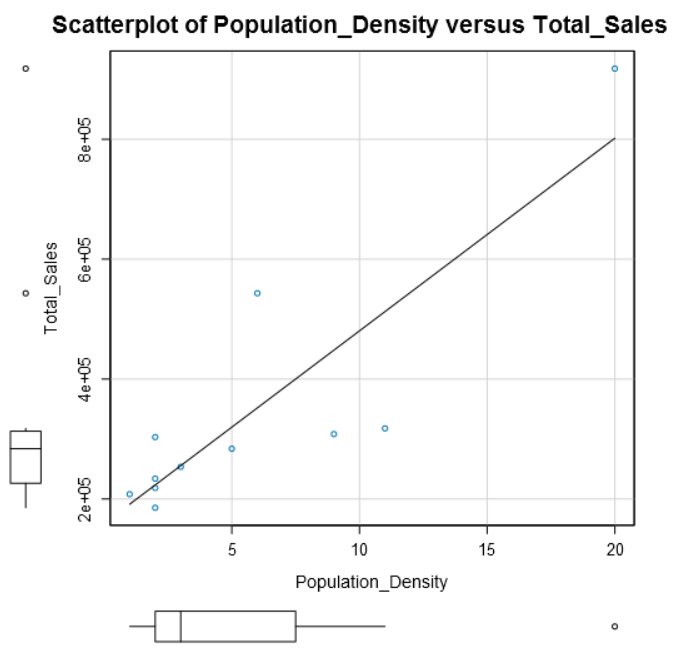 Scatterplot of Population_Density versus Total_Sales
8e+05
6e+05
4e+05
2e+05
Total_Sales
5 10 15 20
Population_Density